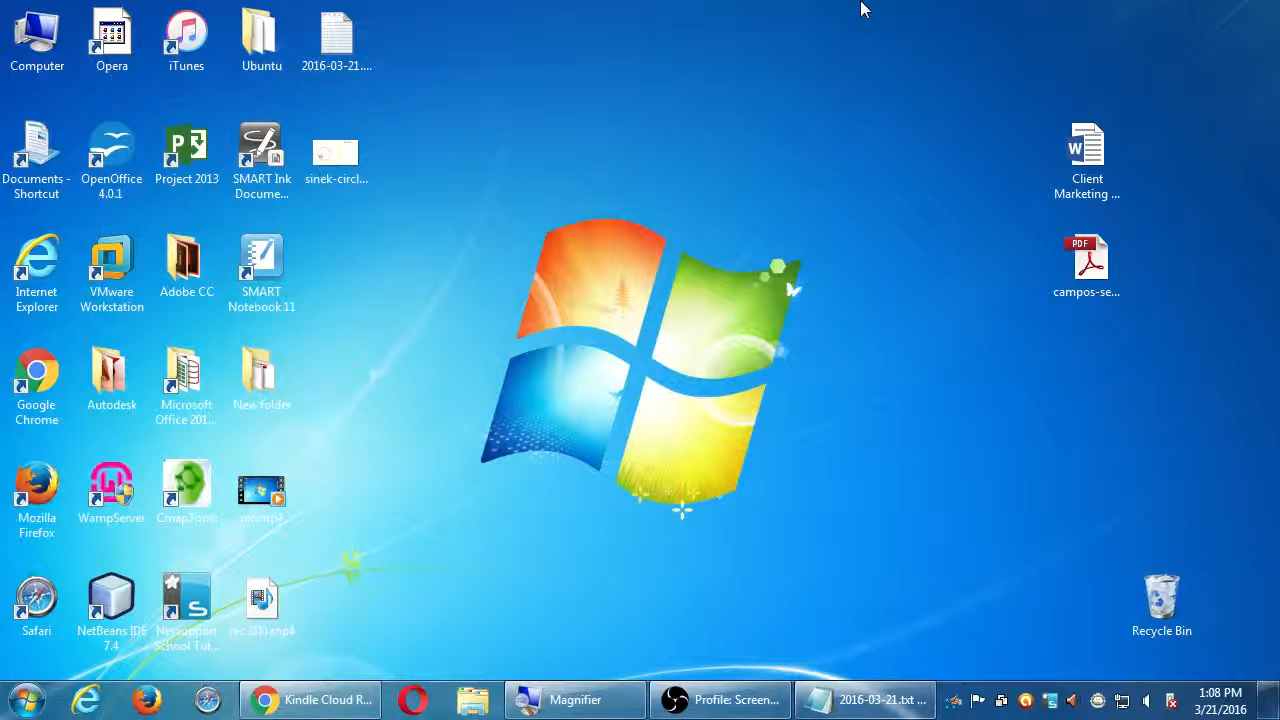 Computer
Opera
iTunes
Ubuntu
2016-03-21....
Documents -
Shortcut
OpenOffice
4.0.1
Project 2013
SMART Ink
Docume...
sinek-circl...
Client
Marketing ...
Internet
Explorer
VMware
Workstation
Adobe CC
SMART
Notebook 11
PDF
campos-se...
Google
Chrome
Autodesk
Microsoft
Office 201...
New folder
Mozilla
Firefox
WampServer
CmapTools
Safari
NetBeans IDE
7.4
NetSupport
School Tut...
Recycle Bin
Kindle Cloud R...
Magnifier
Profile: Screen...
2016-03-21.txt ...
1:08 PM
3/21/2016